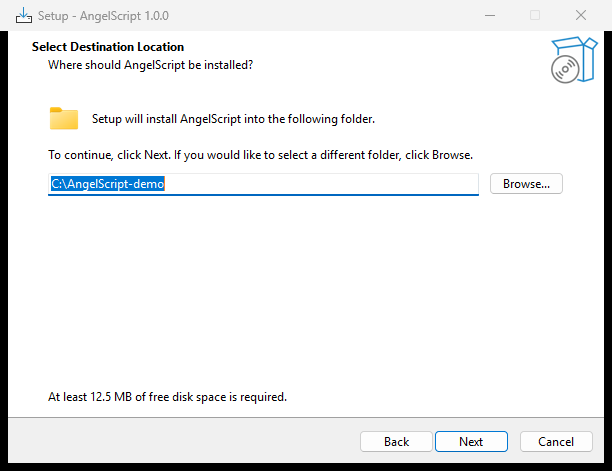 Setup - AngelScript 1.0.0
Select Destination Location
Where should AngelScript be installed?
Setup will install AngelScript into the following folder.
To continue, click Next. If you would like to select a different folder, click Browse.
C:\AngelScript-demo
Browse...
At least 12.5 MB of free disk space is required.
Back
Next
Cancel